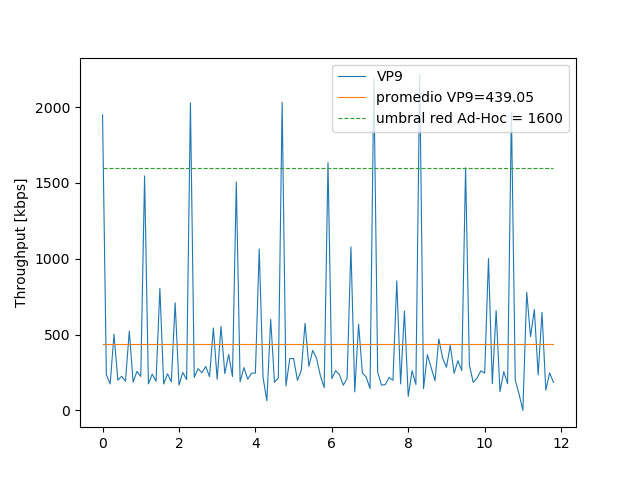 VP9
promedio VP9=439.05
umbral red Ad-Hoc = 1600
Throughput [kbps]
2000
1500
1000
500
0
0 2 4 6 8 10 12